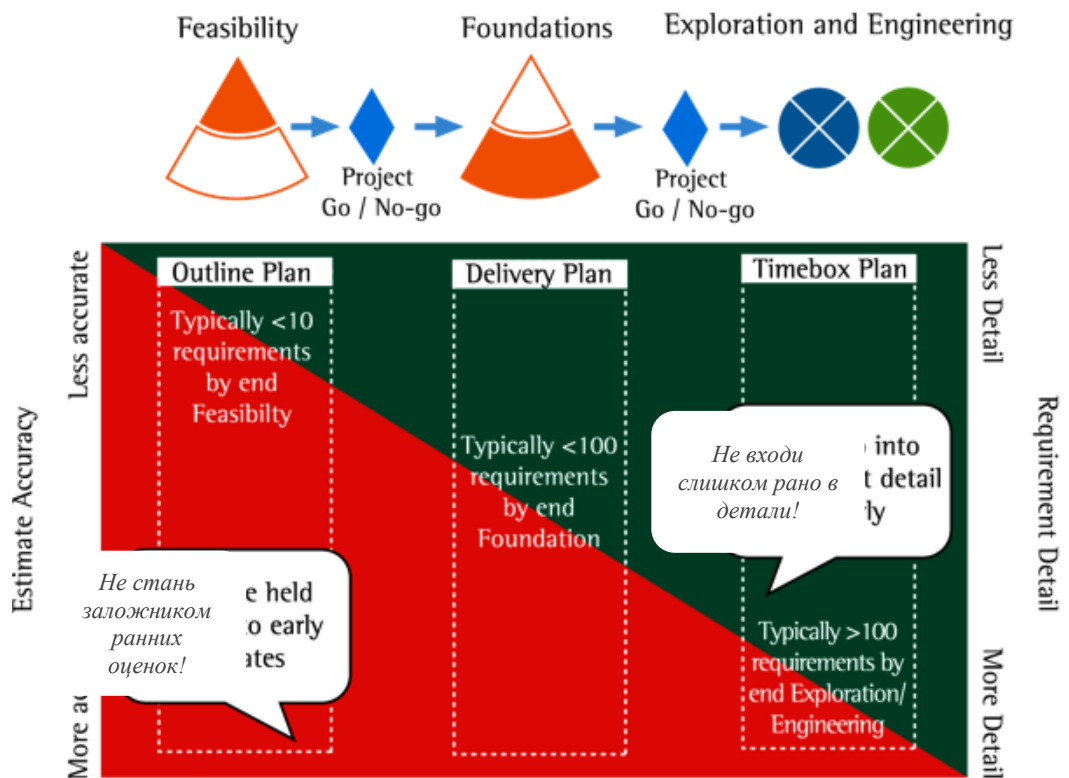 Feasibility
Foundations
Exploration and Engineering
Project
Go / No-go
Project
Go / No-go
Estimate Accuracy
Less accurate
More
Outline Plan
Typically <10
requirements
by end
Feasibilty
Delivery Plan
Typically <100
requirements
by end
Foundation
Timebox Plan
Не входи
слишком рано в
детали!
into
detail
Typically >100
requirements by
end Exploration/
Engineering
Не стань
заложником
ранних
оценок!
held
early
Less Detail
More Detail
Requirement Detail